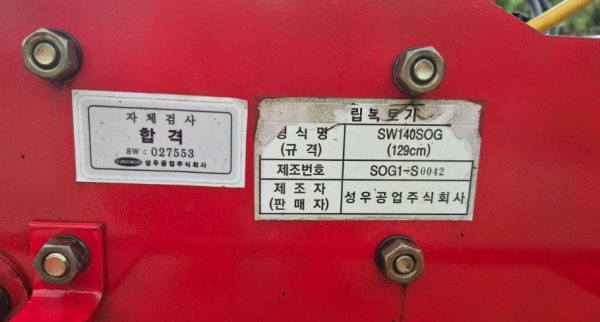 자체검사
합격
SW: 027553
SUNGWOO 성우공업주식회사
립복토기
형식명
(규격)
SW140SOG
(129cm)
제조번호
SOG1-S0042
제조자
(판매자)
성우공업주식회사